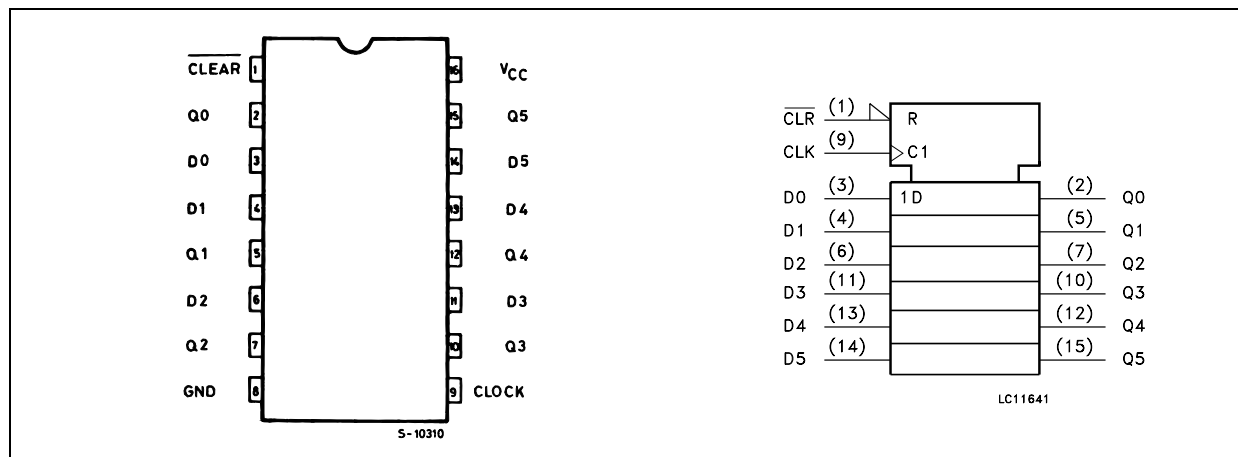 CLEAR 1 16 VCC
Q0 2 15 Q5
D0 3 14 D5
D1 4 13 D4
Q1 5 12 Q4
D2 6 11 D3
Q2 7 10 Q3
GND 8 9 CLOCK
S-10310
CLR (1) R
CLK (9) C1
D0 (3) 1D (2) Q0
D1 (4) (5) Q1
D2 (6) (7) Q2
D3 (11) (10) Q3
D4 (13) (12) Q4
D5 (14) (15) Q5
LC11641